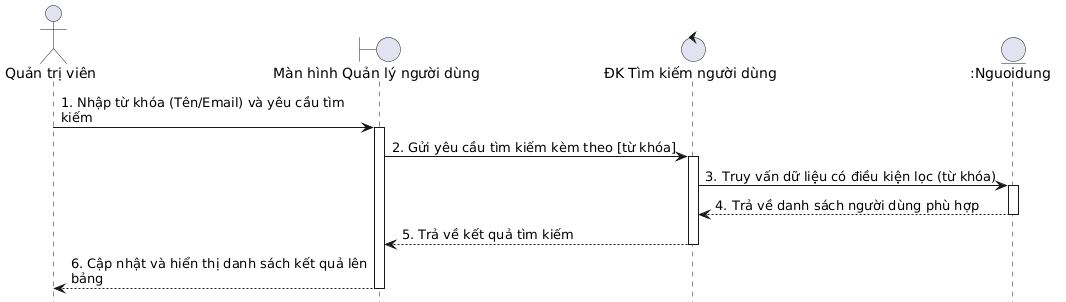 Quản trị viên
Màn hình Quản lý người dùng
ĐK Tìm kiếm người dùng
:Nguoidung
1. Nhập từ khóa (Tên/Email) và yêu cầu tìm
kiếm
2. Gửi yêu cầu tìm kiếm kèm theo [từ khóa]
3. Truy vấn dữ liệu có điều kiện lọc (từ khóa)
4. Trả về danh sách người dùng phù hợp
5. Trả về kết quả tìm kiếm
6. Cập nhật và hiển thị danh sách kết quả lên
bảng